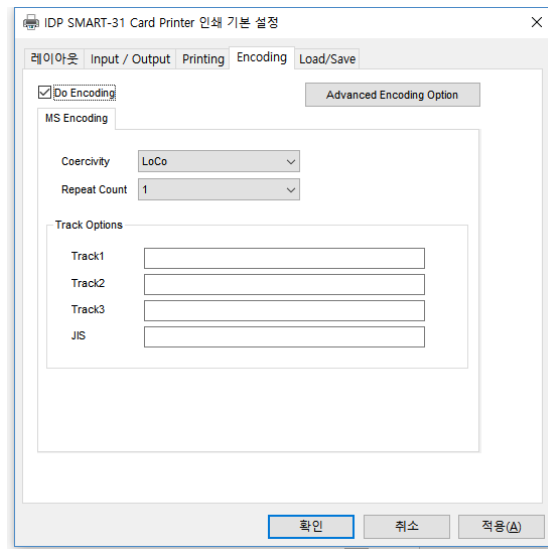 IDP SMART-31 Card Printer 인쇄 기본 설정
레이아웃 Input / Output Printing Encoding Load/Save
Do Encoding Advanced Encoding Option
MS Encoding
Coercivity LoCo
Repeat Count 1
Track Options
Track1
Track2
Track3
JIS
확인 취소 적용(A)